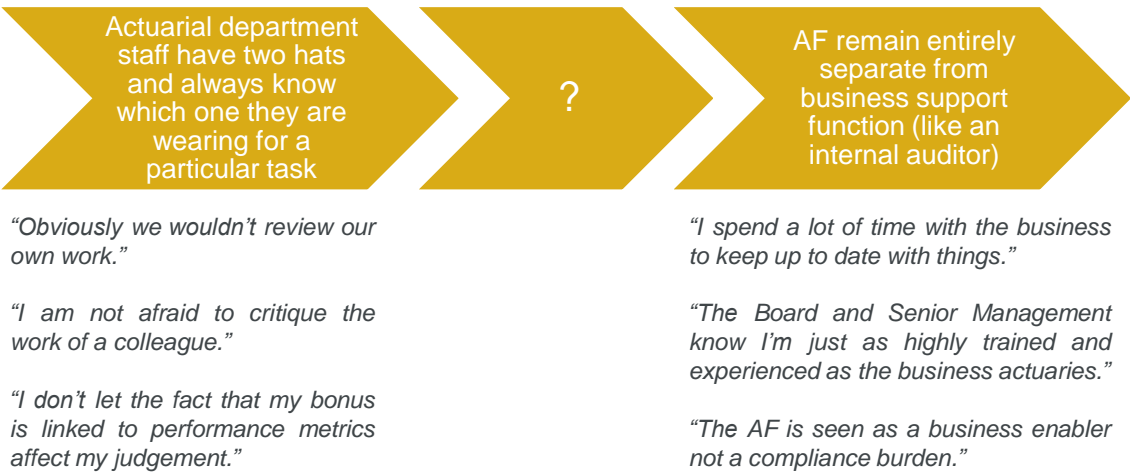 Actuarial department
staff have two hats
and always know
which one they are
wearing for a
particular task
?
AF remain entirely
separate from
business support
function (like an
internal auditor)
“Obviously we wouldn’t review our
own work.”
“I am not afraid to critique the
work of a colleague.”
“I don’t let the fact that my bonus
is linked to performance metrics
affect my judgement.”
“I spend a lot of time with the business
to keep up to date with things.”
“The Board and Senior Management
know I’m just as highly trained and
experienced as the business actuaries.”
“The AF is seen as a business enabler
not a compliance burden.”